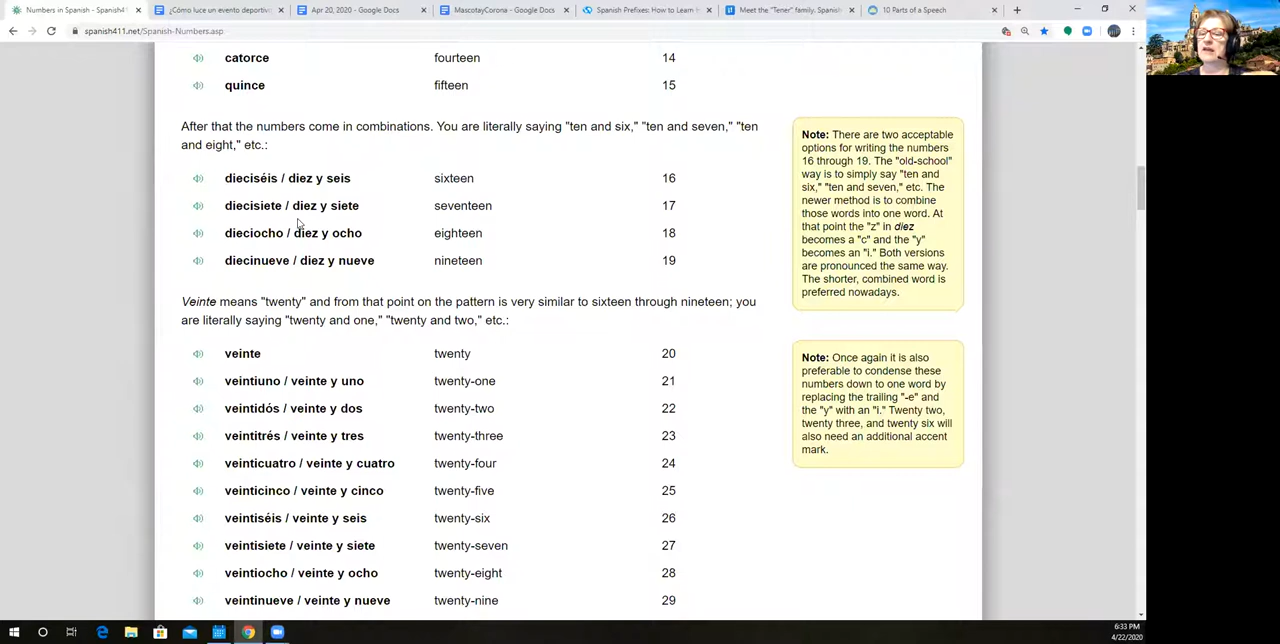 Numbers in Spanish - Spanish41
¿Cómo luce un evento deportivo
Apr 20, 2020 - Google Docs
MascotayCorona - Google Docs
Spanish Prefixes: How to Learn
Meet the "Tener" family. Spanish
10 Parts of a Speech
spanish411.net/Spanish-Numbers.asp
catorce fourteen 14
quince fifteen 15
After that the numbers come in combinations. You are literally saying "ten and six," "ten and seven," "ten
and eight," etc.:
dieciséis / diez y seis sixteen 16
diecisiete / diez y siete seventeen 17
dieciocho / diez y ocho eighteen 18
diecinueve / diez y nueve nineteen 19
Note: There are two acceptable
options for writing the numbers
16 through 19. The "old-school"
way is to simply say "ten and
six," "ten and seven," etc. The
newer method is to combine
those words into one word. At
that point the "z" in diez
becomes a "c" and the "y"
becomes an "i." Both versions
are pronounced the same way.
The shorter, combined word is
preferred nowadays.
Veinte means "twenty" and from that point on the pattern is very similar to sixteen through nineteen; you
are literally saying "twenty and one," "twenty and two," etc.:
veinte twenty 20
veintiuno / veinte y uno twenty-one 21
veintidós / veinte y dos twenty-two 22
veintitrés / veinte y tres twenty-three 23
veinticuatro / veinte y cuatro twenty-four 24
veinticinco / veinte y cinco twenty-five 25
veintiséis / veinte y seis twenty-six 26
veintisiete / veinte y siete twenty-seven 27
veintiocho / veinte y ocho twenty-eight 28
veintinueve / veinte y nueve twenty-nine 29
Note: Once again it is also
preferable to condense these
numbers down to one word by
replacing the trailing "-e" and
the "y" with an "i." Twenty two,
twenty three, and twenty six will
also need an additional accent
mark.
6:33 PM
4/22/2020